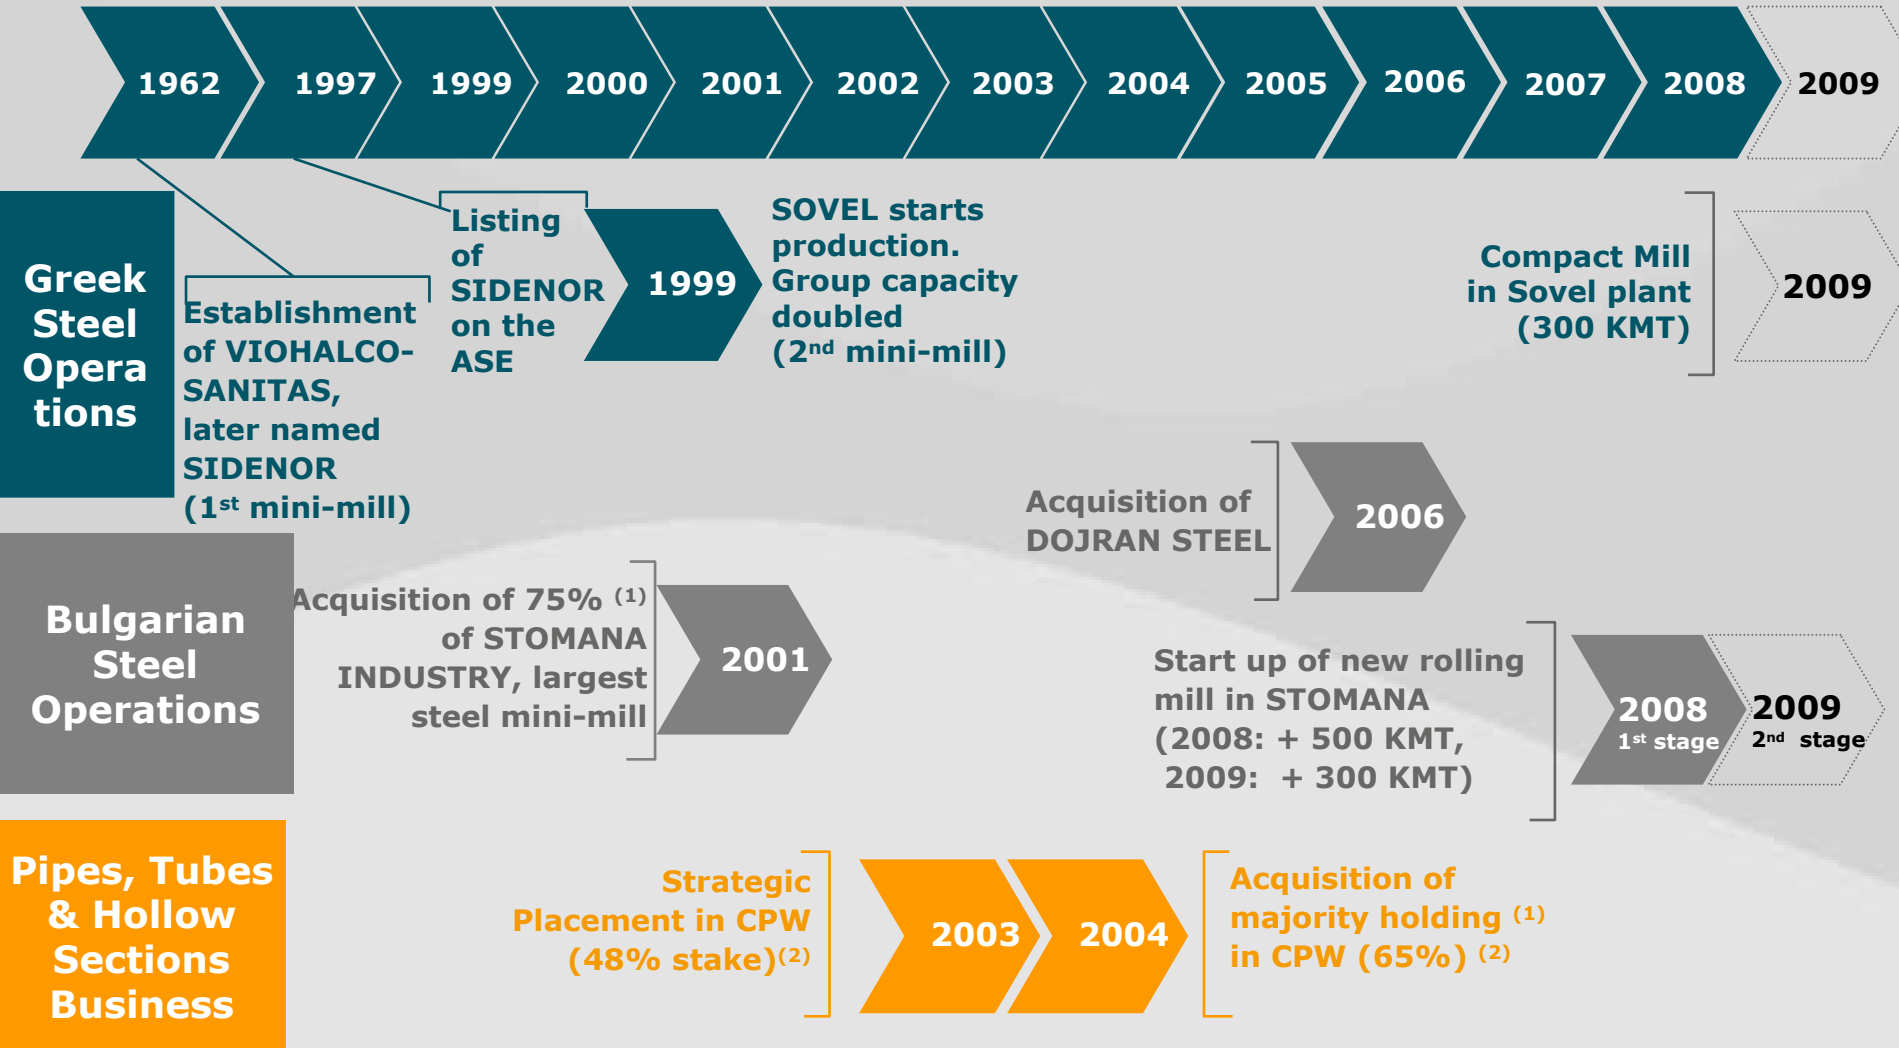 1962 1997 1999 2000 2001 2002 2003 2004 2005 2006 2007 2008 2009
Greek
Steel
Opera
tions
Establishment
of VIOHALCO-
SANITAS,
later named
SIDENOR
(1st mini-mill)
Listing
of
SIDENOR
on the
ASE
1999
SOVEL starts
production.
Group capacity
doubled
(2nd mini-mill)
Compact Mill
in Sovel plant
(300 KMT)
2009
Acquisition of
DOJRAN STEEL
2006
Bulgarian
Steel
Operations
Acquisition of 75% (1)
of STOMANA
INDUSTRY, largest
steel mini-mill
2001
Start up of new rolling
mill in STOMANA
(2008: + 500 KMT,
2009: + 300 KMT)
2008
1st stage
2009
2nd stage
Pipes, Tubes
& Hollow
Sections
Business
Strategic
Placement in CPW
(48% stake)(2)
2003
2004
Acquisition of
majority holding (1)
in CPW (65%) (2)